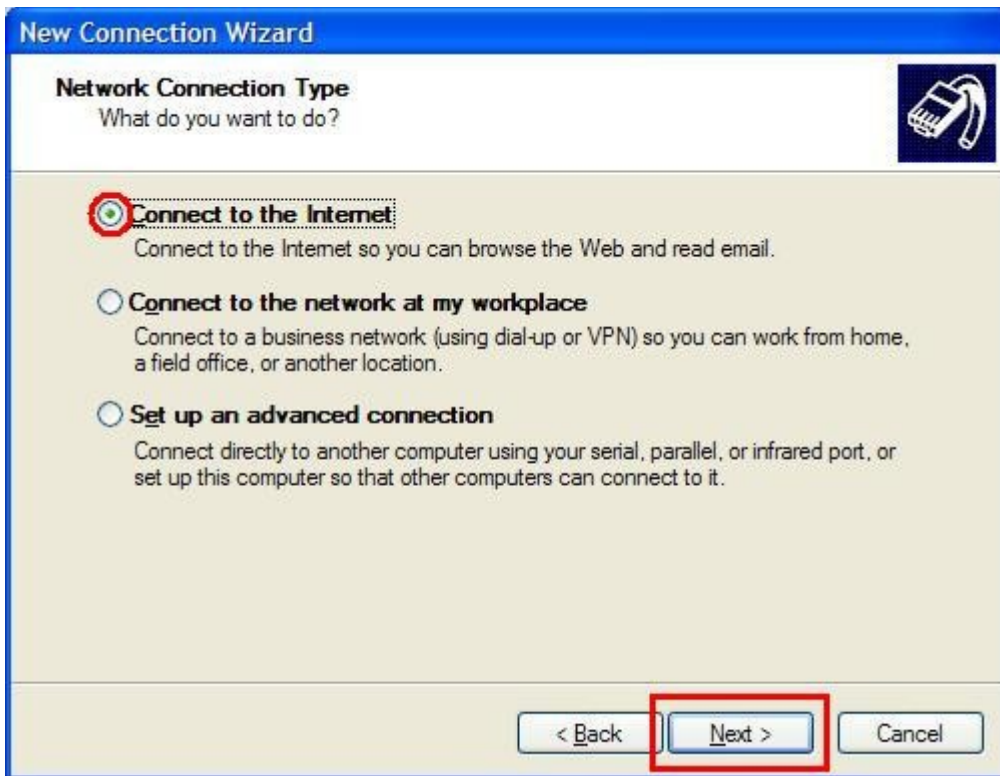 New Connection Wizard
Network Connection Type
What do you want to do?
Connect to the Internet
Connect to the Internet so you can browse the Web and read email.
Connect to the network at my workplace
Connect to a business network (using dial-up or VPN) so you can work from home,
a field office, or another location.
Set up an advanced connection
Connect directly to another computer using your serial, parallel, or infrared port, or
set up this computer so that other computers can connect to it.
< Back Next > Cancel